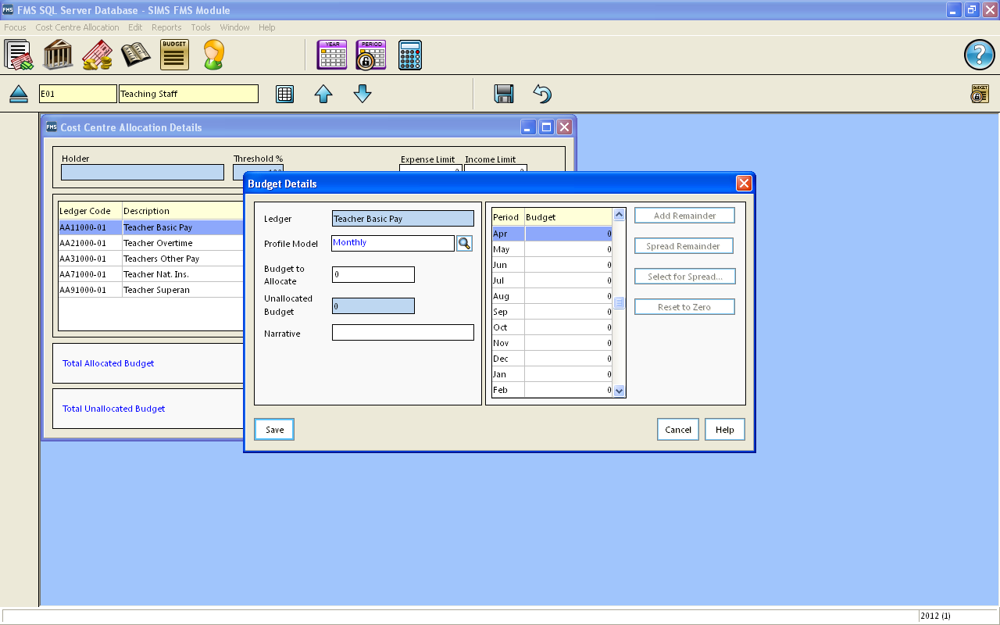 FMS SQL Server Database - SIMS FMS Module
Focus Cost Centre Allocation Edit Reports Tools Window Help
BUDGET YEAR PERIOD
E01 Teaching Staff
BUDGET
FMS Cost Centre Allocation Details
Holder Threshold % Expense Limit Income Limit
Ledger Code Description
AA11000-01 Teacher Basic Pay
AA21000-01 Teacher Overtime
AA31000-01 Teachers Other Pay
AA71000-01 Teacher Nat. Ins.
AA91000-01 Teacher Superan
Total Allocated Budget
Total Unallocated Budget
Budget Details
Ledger Teacher Basic Pay
Profile Model Monthly
Budget to Allocate 0
Unallocated Budget 0
Narrative
Period Budget
Apr 0
May 0
Jun 0
Jul 0
Aug 0
Sep 0
Oct 0
Nov 0
Dec 0
Jan 0
Feb 0
Add Remainder
Spread Remainder
Select for Spread...
Reset to Zero
Save Cancel Help
2012 (1)